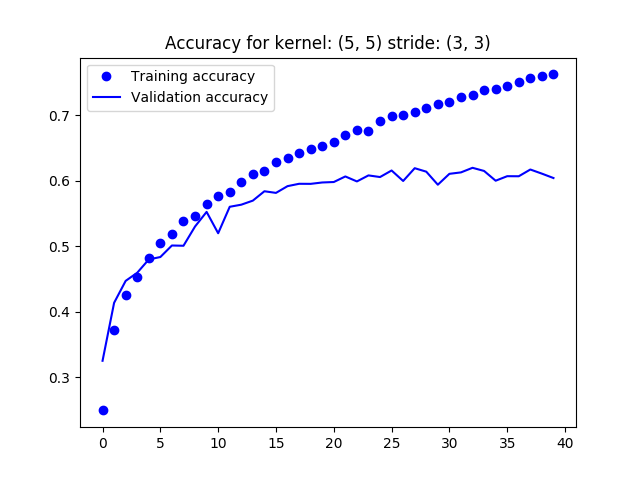 Accuracy for kernel: (5, 5) stride: (3, 3)
Training accuracy
Validation accuracy
0.7
0.6
0.5
0.4
0.3
0 5 10 15 20 25 30 35 40